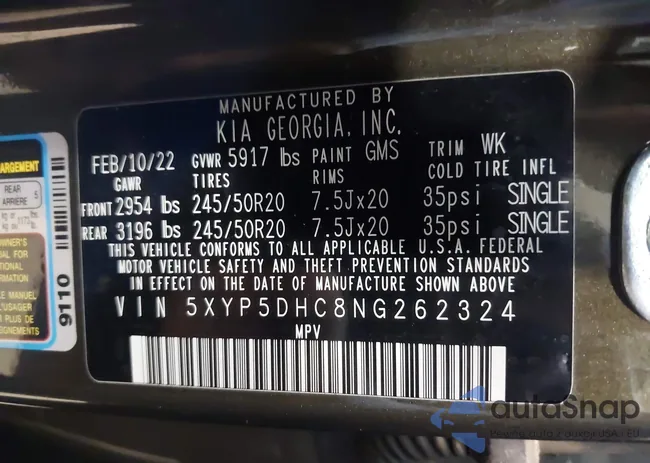 MANUFACTURED BY
KIA GEORGIA, INC.
FEB/10/22 GVWR 5917 lbs PAINT GMS TRIM WK
GAWR TIRES RIMS COLD TIRE INFL
FRONT 2954 lbs 245/50R20 7.5Jx20 35psi SINGLE
REAR 3196 lbs 245/50R20 7.5Jx20 35psi SINGLE
THIS VEHICLE CONFORMS TO ALL APPLICABLE U.S.A. FEDERAL
MOTOR VEHICLE SAFETY AND THEFT PREVENTION STANDARDS
IN EFFECT ON THE DATE OF MANUFACTURE SHOWN ABOVE
VIN 5XYP5DHC8NG262324
MPV
REAR 5
ARRIÈRE
9110
autoSnap